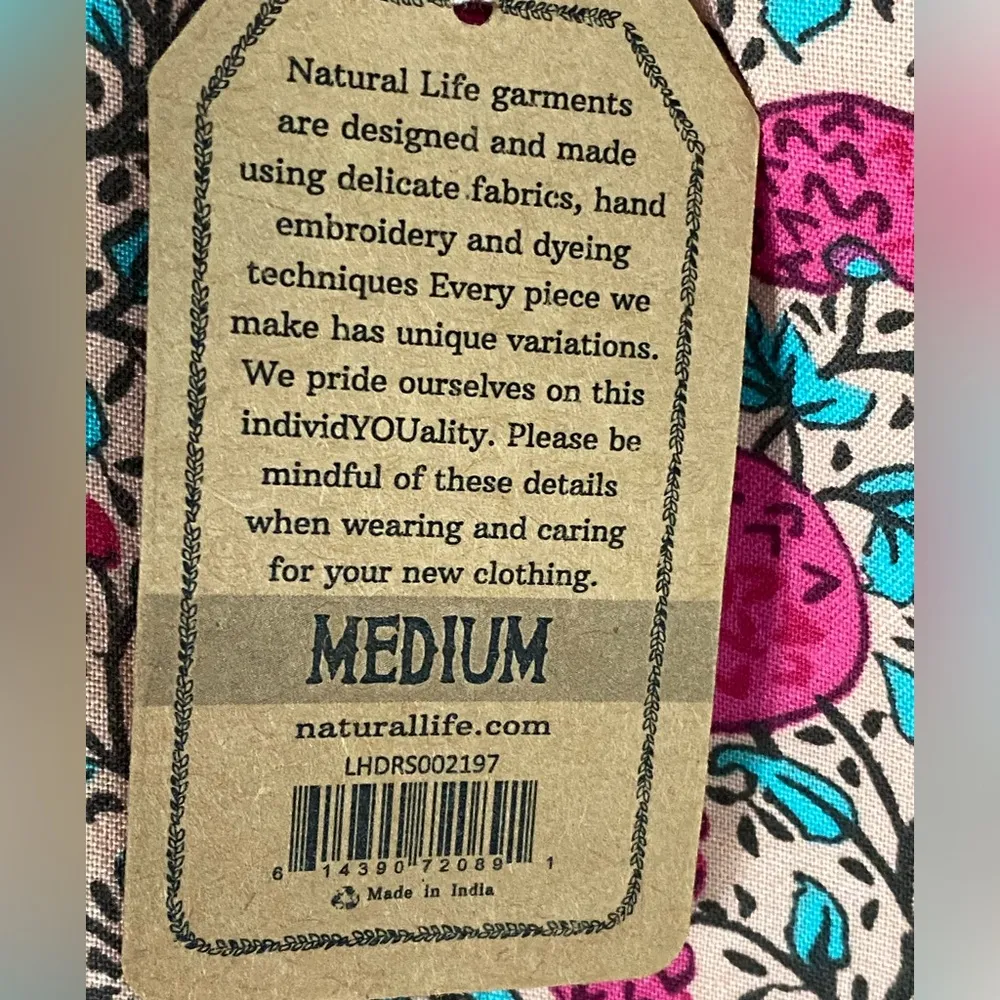 Natural Life garments
are designed and made
using delicate fabrics, hand
embroidery and dyeing
techniques Every piece we
make has unique variations.
We pride ourselves on this
individYOUality. Please be
mindful of these details
when wearing and caring
for your new clothing.
MEDIUM
naturallife.com
LHDRS002197
6 14390 72089 1
Made in India